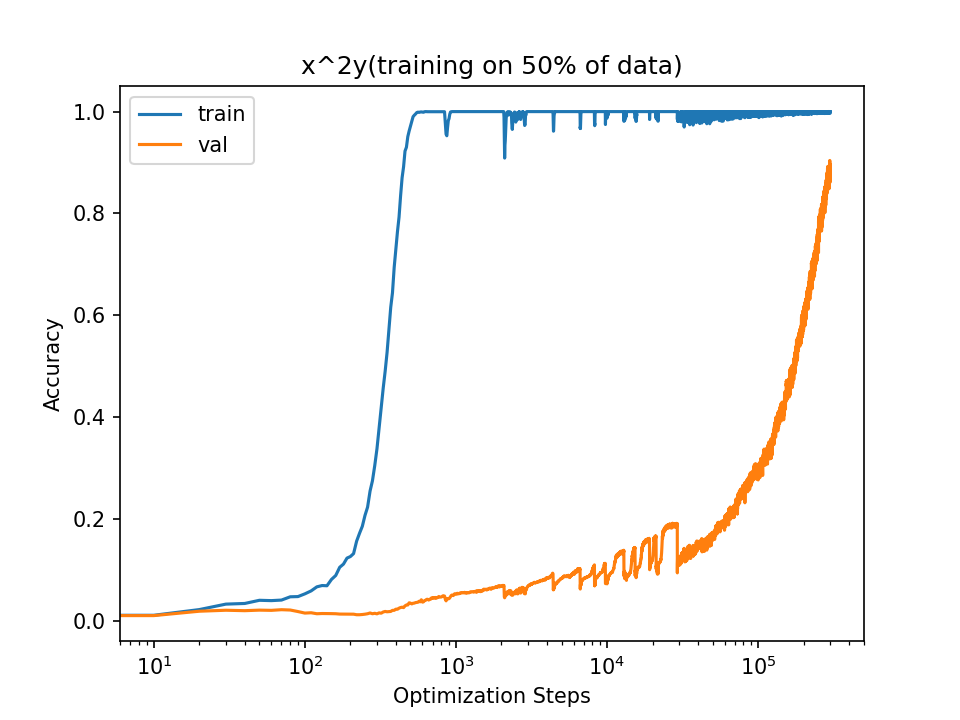 x^2y(training on 50% of data)
train
val
1.0
0.8
0.6
0.4
0.2
0.0
Accuracy
10^1 10^2 10^3 10^4 10^5
Optimization Steps